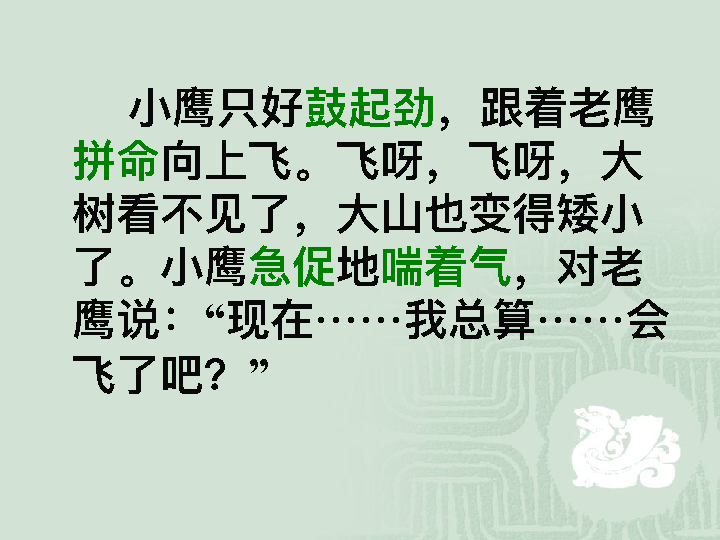 小鹰只好鼓起劲，跟着老鹰
拼命向上飞。飞呀，飞呀，大
树看不见了，大山也变得矮小
了。小鹰急促地喘着气，对老
鹰说：“现在……我总算……会
飞了吧？”